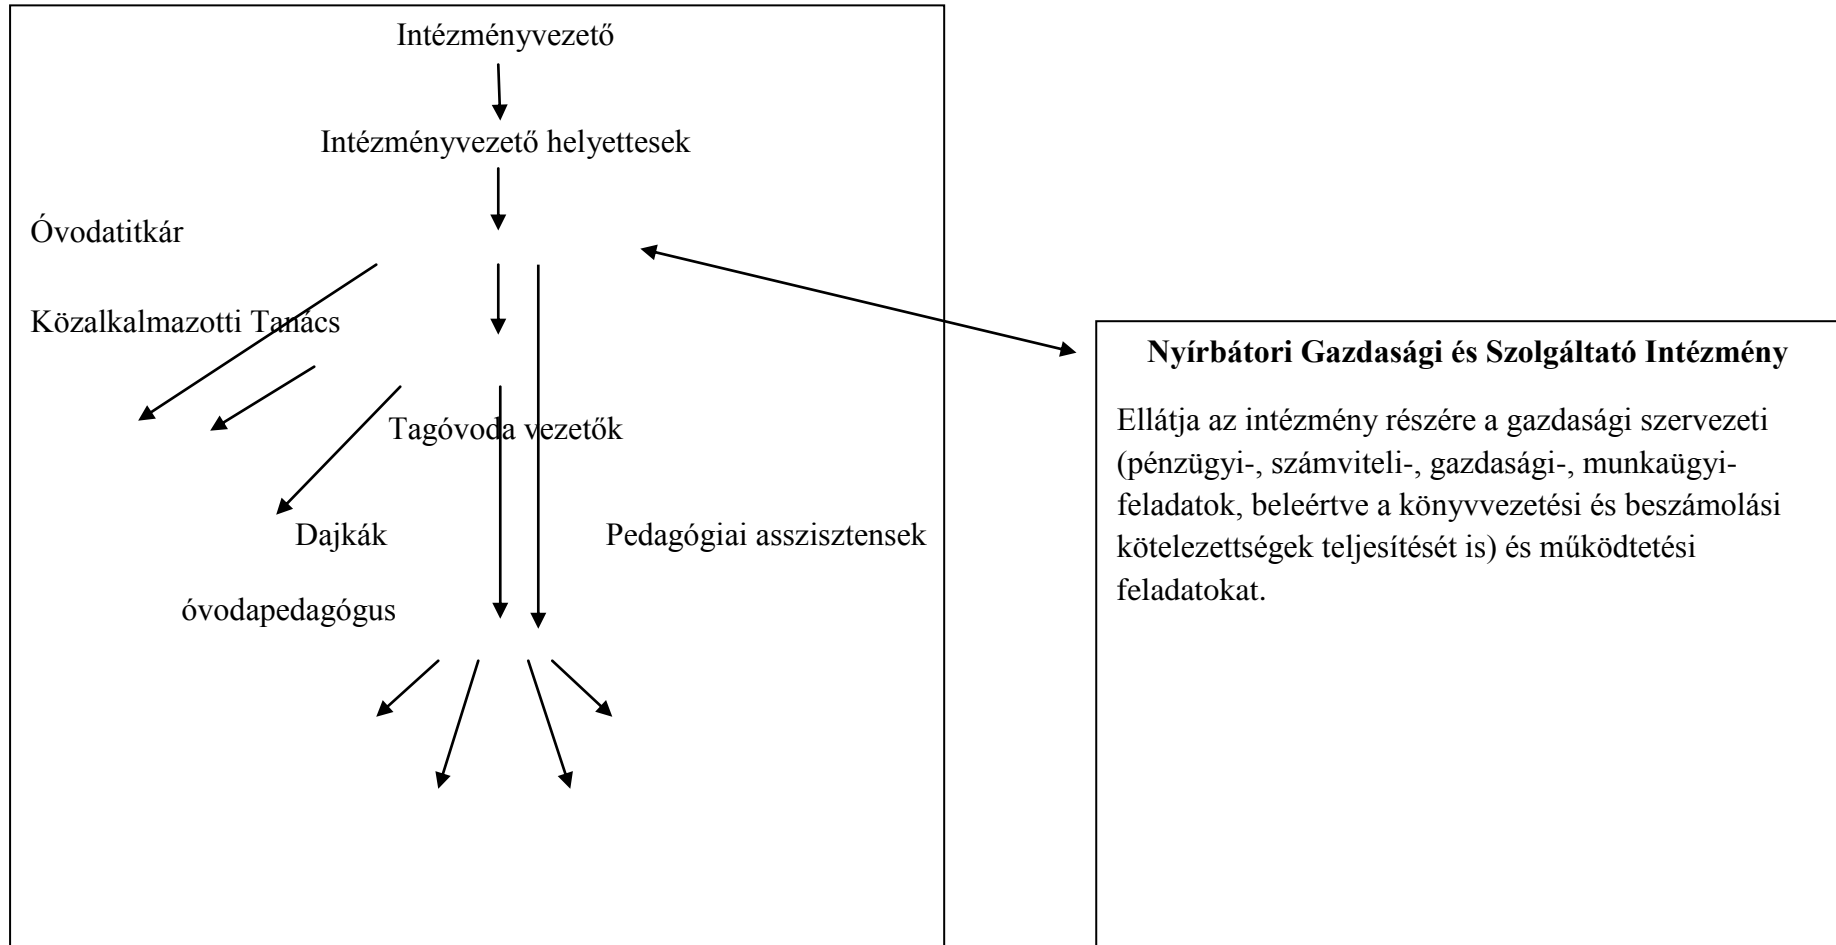 Intézményvezető
Intézményvezető helyettesek
Óvodatitkár
Közalkalmazotti Tanács
Tagóvoda vezetők
Dajkák Pedagógiai asszisztensek
óvodapedagógus
Nyírbátori Gazdasági és Szolgáltató Intézmény
Ellátja az intézmény részére a gazdasági szervezeti
(pénzügyi-, számviteli-, gazdasági-, munkaügyi-
feladatok, beleértve a könyvvezetési és beszámolási
kötelezettségek teljesítését is) és működtetési
feladatokat.